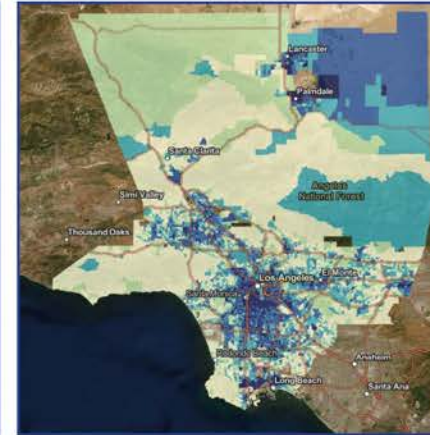 Lancaster
Palmdale
Santa Clarita
Angeles
National Forest
Simi Valley
Thousand Oaks
Los Angeles
El Monte
Santa Monica
Redondo Beach
Anaheim
Long Beach
Santa Ana